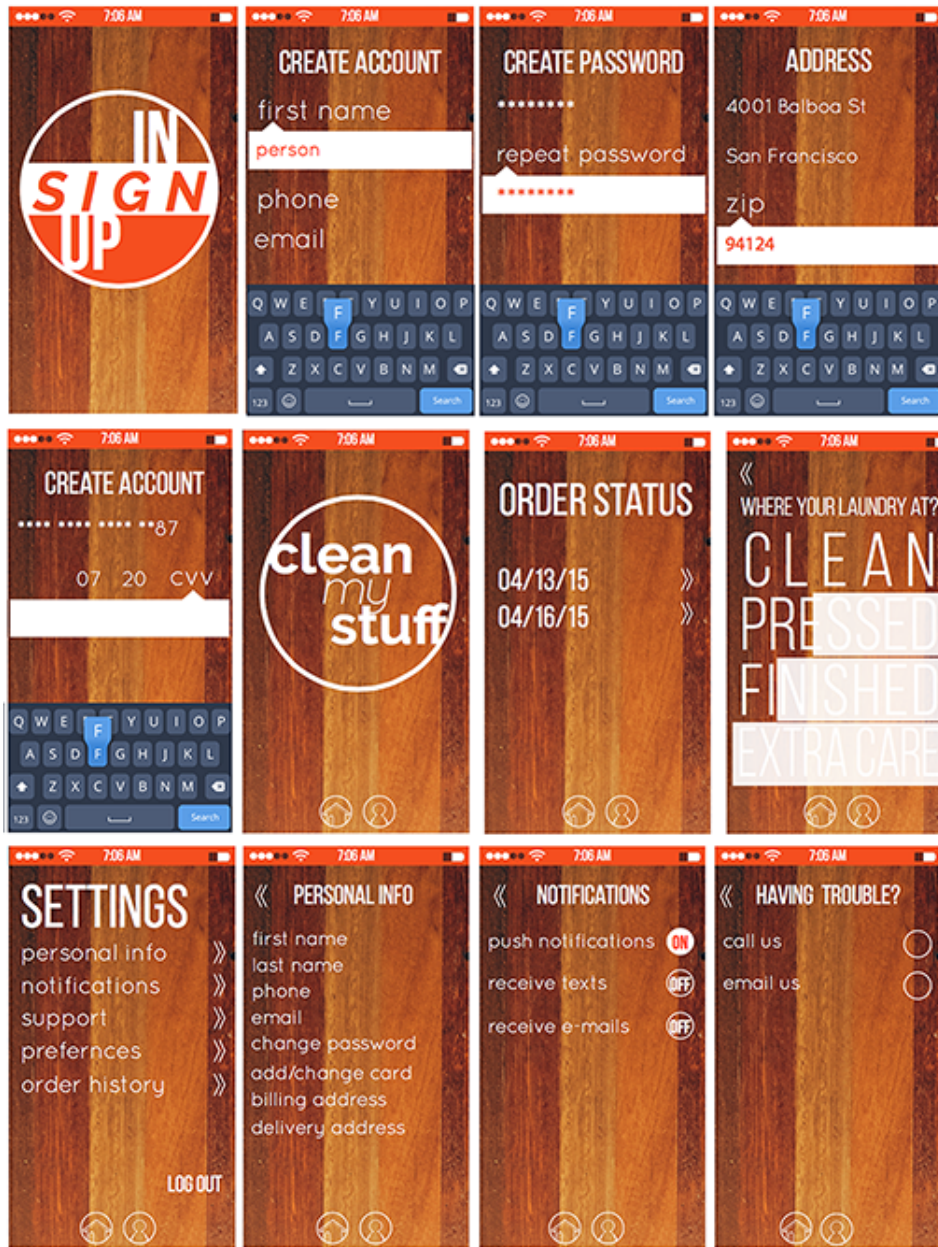 7:06 AM
IN
SIGN
UP
7:06 AM
CREATE ACCOUNT
first name
person
phone
email
Q W E F Y U I O P
A S D F G H J K L
Z X C V B N M
123 Search
7:06 AM
CREATE PASSWORD
********
repeat password
********
Q W E F Y U I O P
A S D F G H J K L
Z X C V B N M
123 Search
7:06 AM
ADDRESS
4001 Balboa St
San Francisco
zip
94124
Q W E F Y U I O P
A S D F G H J K L
Z X C V B N M
123 Search
7:06 AM
CREATE ACCOUNT
**** **** **** **87
07 20 CVV
Q W E F Y U I O P
A S D F G H J K L
Z X C V B N M
123 Search
7:06 AM
clean
my
stuff
7:06 AM
ORDER STATUS
04/13/15 »
04/16/15 »
7:06 AM
«
WHERE YOUR LAUNDRY AT?
CLEAN
PRESSED
FINISHED
EXTRA CARE
7:06 AM
SETTINGS
personal info »
notifications »
support »
prefernces »
order history »
LOG OUT
7:06 AM
« PERSONAL INFO
first name
last name
phone
email
change password
add/change card
billing address
delivery address
7:06 AM
« NOTIFICATIONS
push notifications ON
receive texts OFF
receive e-mails OFF
7:06 AM
« HAVING TROUBLE?
call us
email us